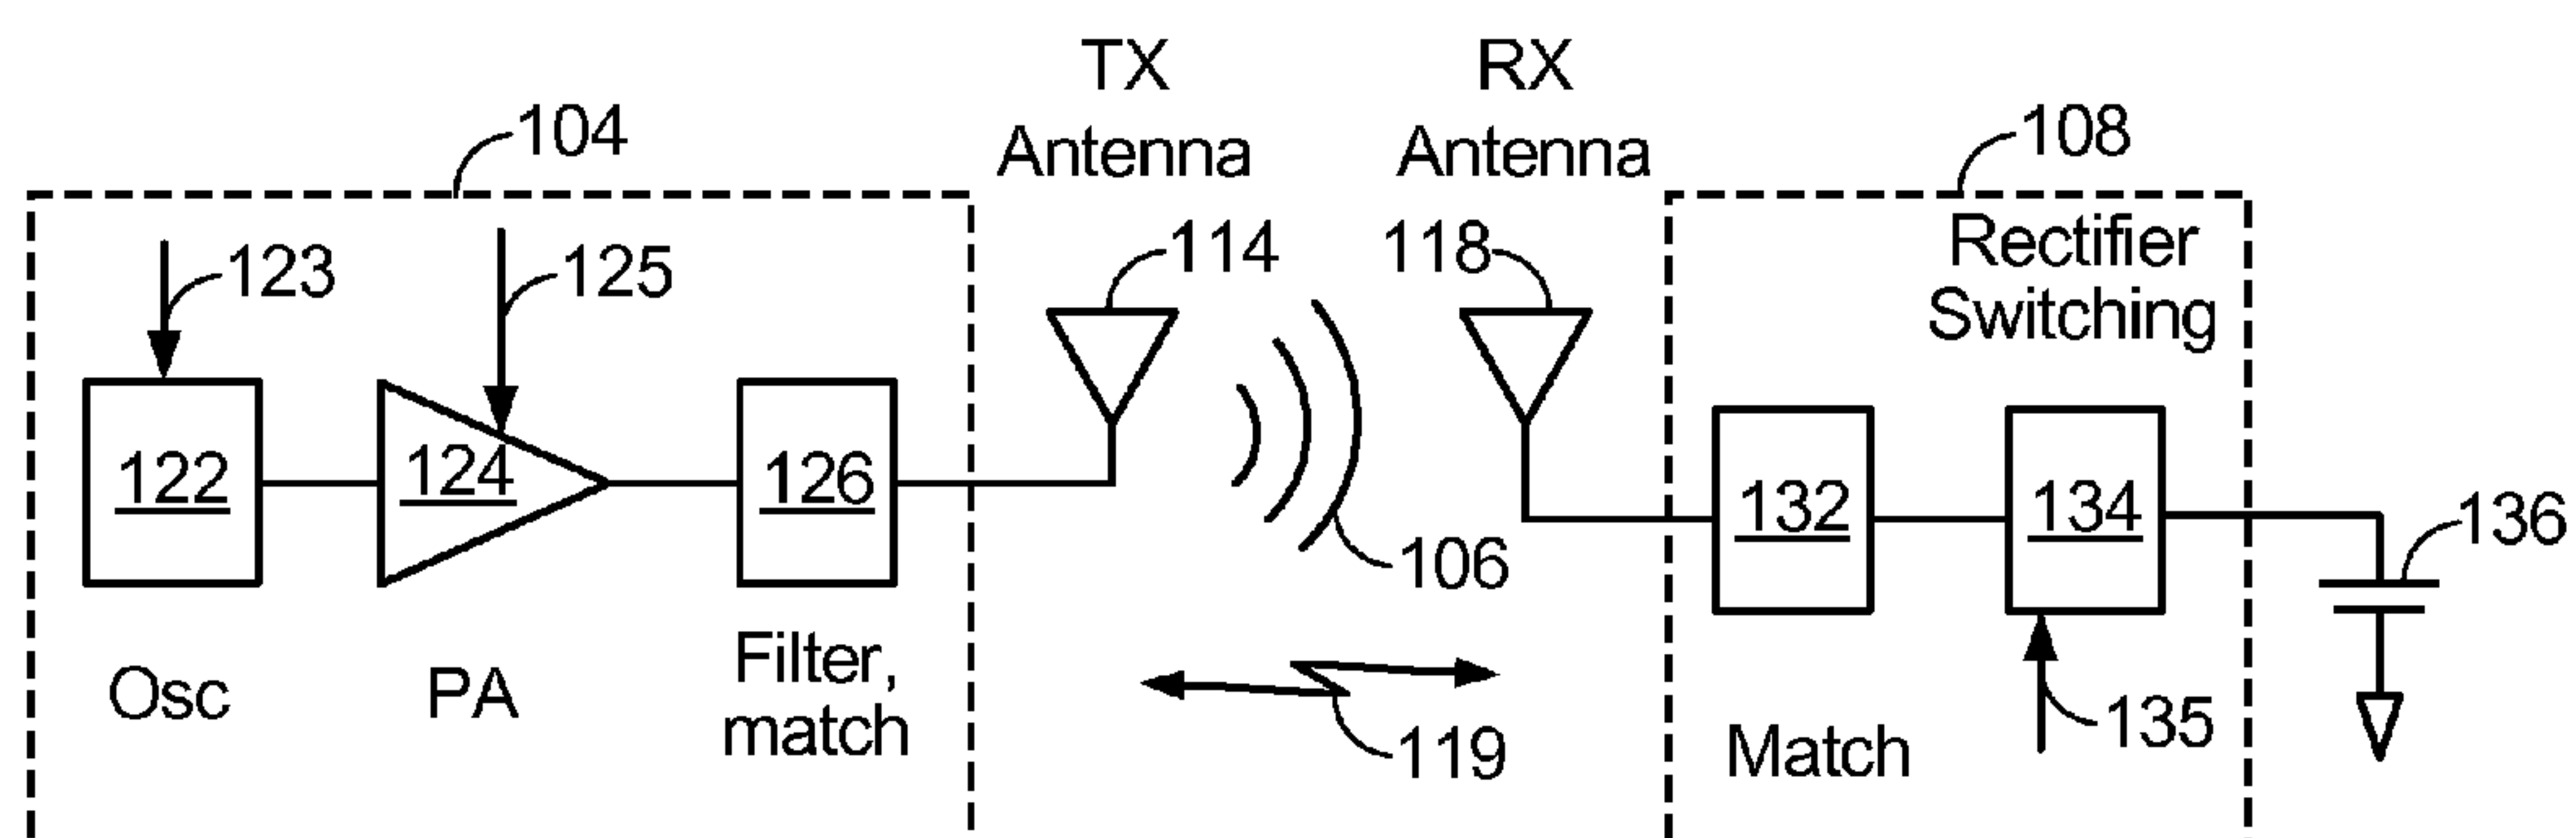 TX
Antenna
RX
Antenna
104
108
123
125
114
118
Rectifier
Switching
122
124
126
132
134
136
106
Osc
PA
Filter,
match
119
Match
135